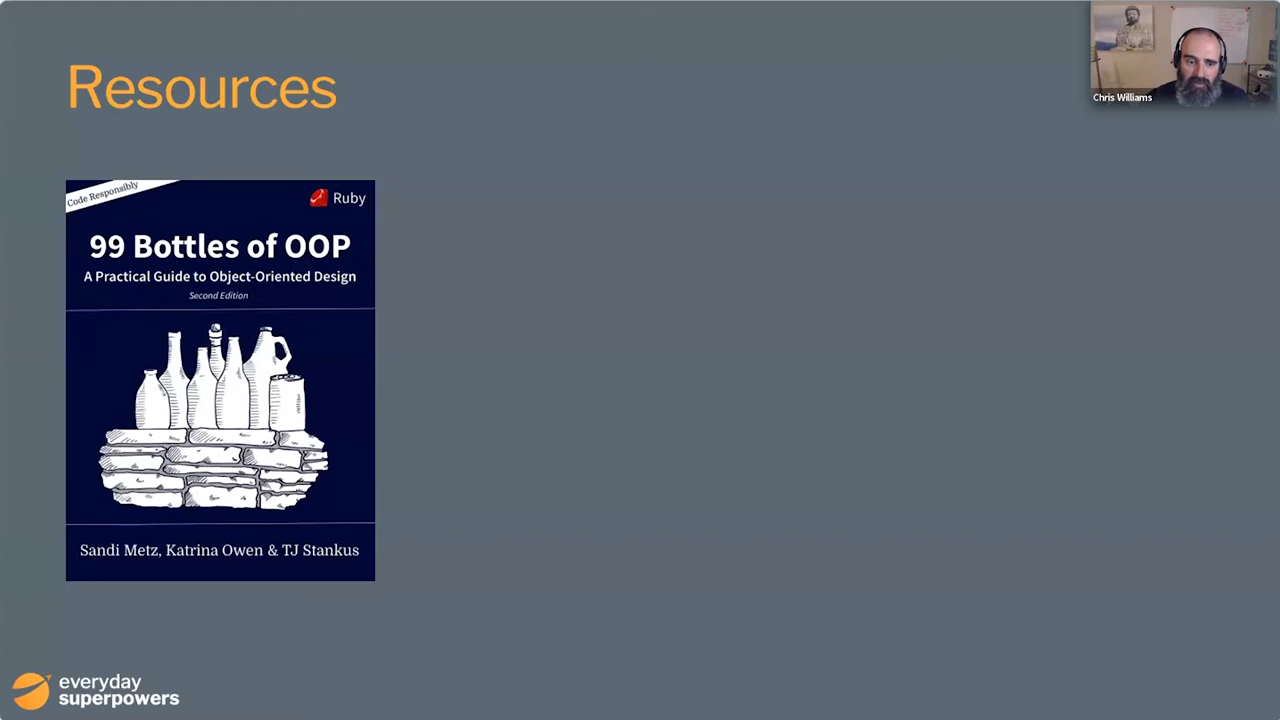 Resources
Chris Williams
Code Responsibly
Ruby
99 Bottles of OOP
A Practical Guide to Object-Oriented Design
Second Edition
Sandi Metz, Katrina Owen & TJ Stankus
everyday
superpowers